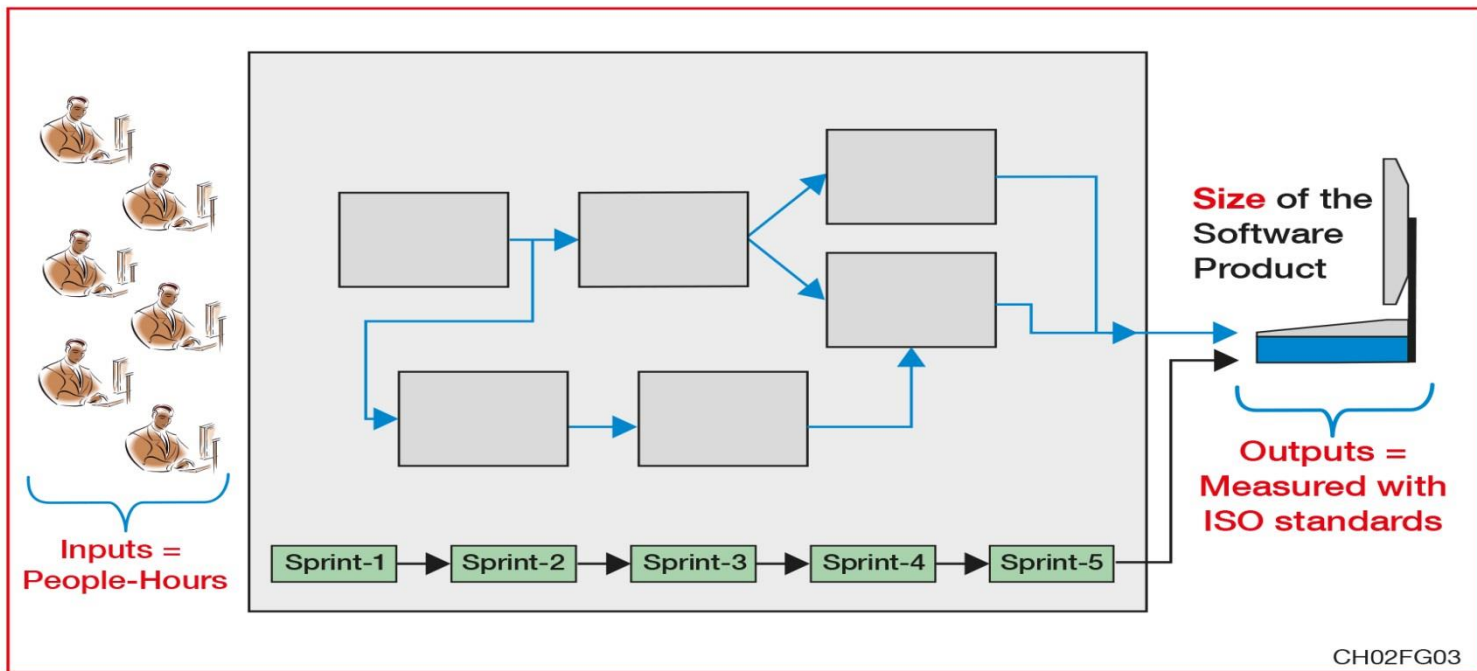 Inputs =
People-Hours
Sprint-1
Sprint-2
Sprint-3
Sprint-4
Sprint-5
Size of the
Software
Product
Outputs =
Measured with
ISO standards
CH02FG03